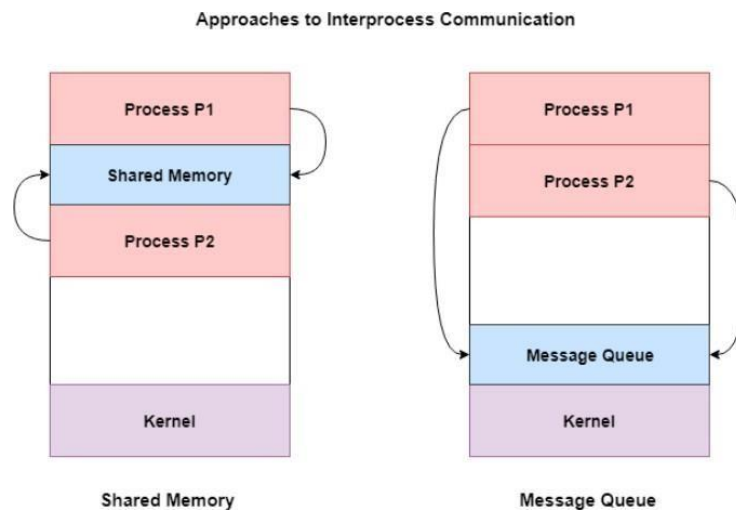 Approaches to Interprocess Communication
Process P1
Shared Memory
Process P2
Kernel
Shared Memory
Process P1
Process P2
Message Queue
Kernel
Message Queue